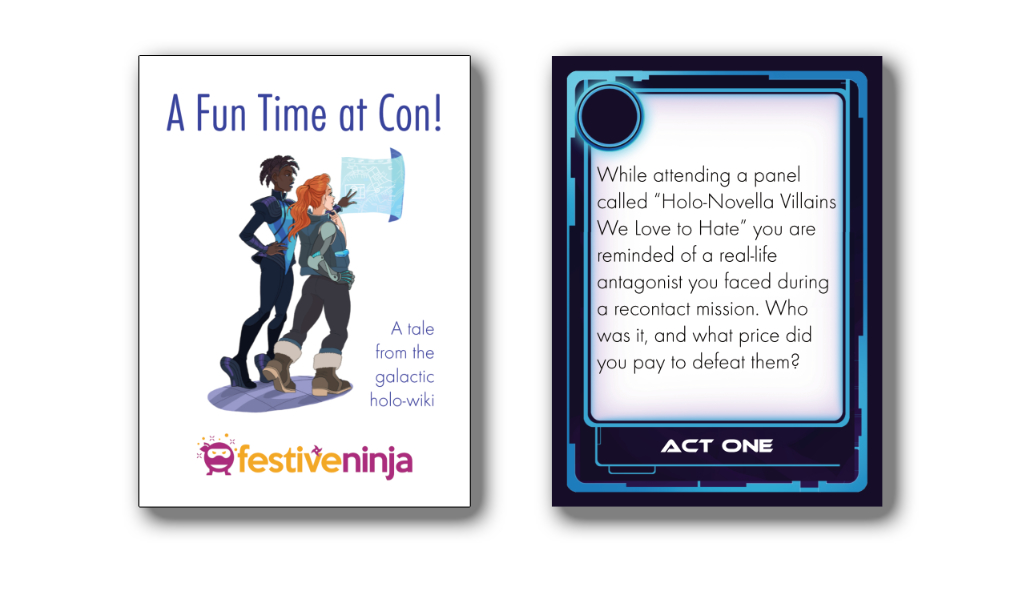 A Fun Time at Con!
A tale
from the
galactic
holo-wiki
festiveninja
While attending a panel
called “Holo-Novella Villains
We Love to Hate” you are
reminded of a real-life
antagonist you faced during
a recontact mission. Who
was it, and what price did
you pay to defeat them?
ACT ONE